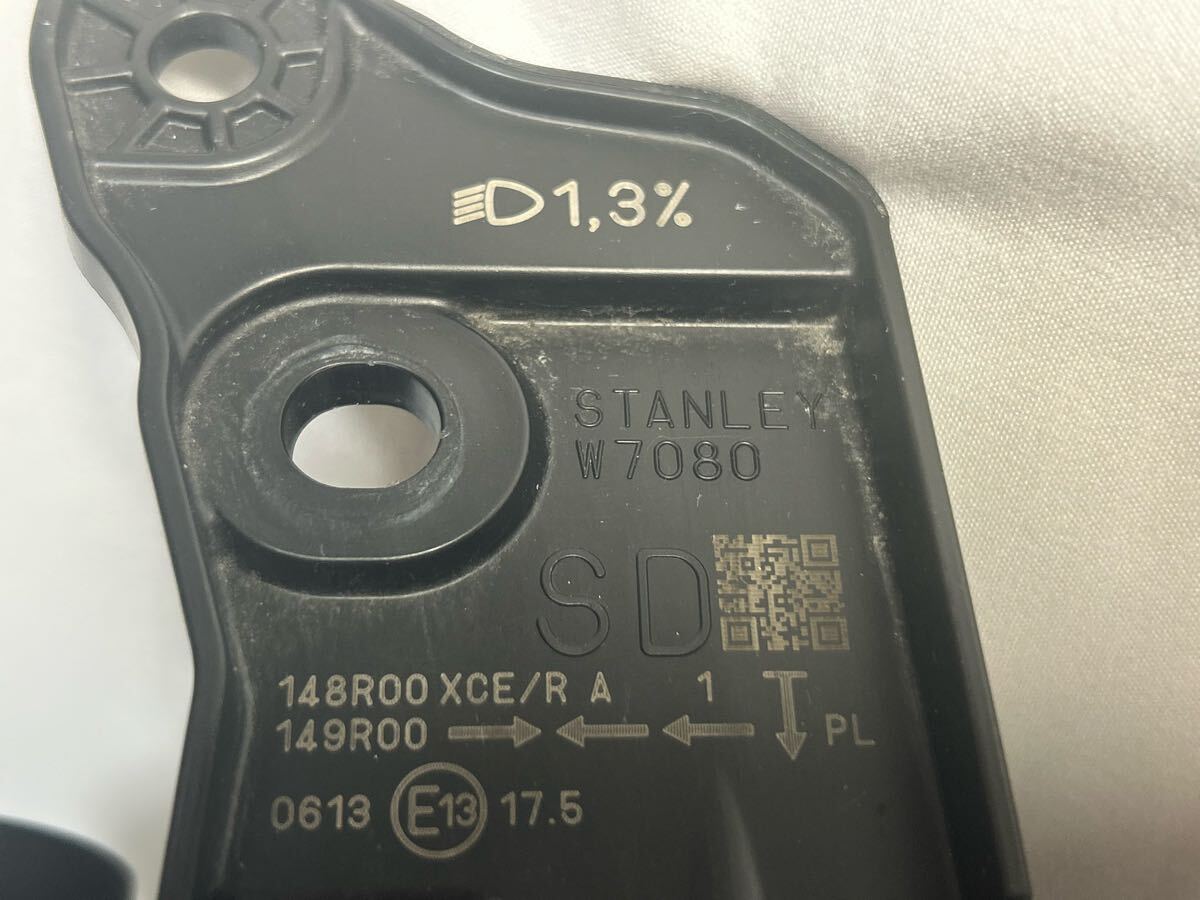 1,3%
STANLEY
W7080
SD
148R00 XCE/R A 1
149R00 PL
0613 E13 17.5